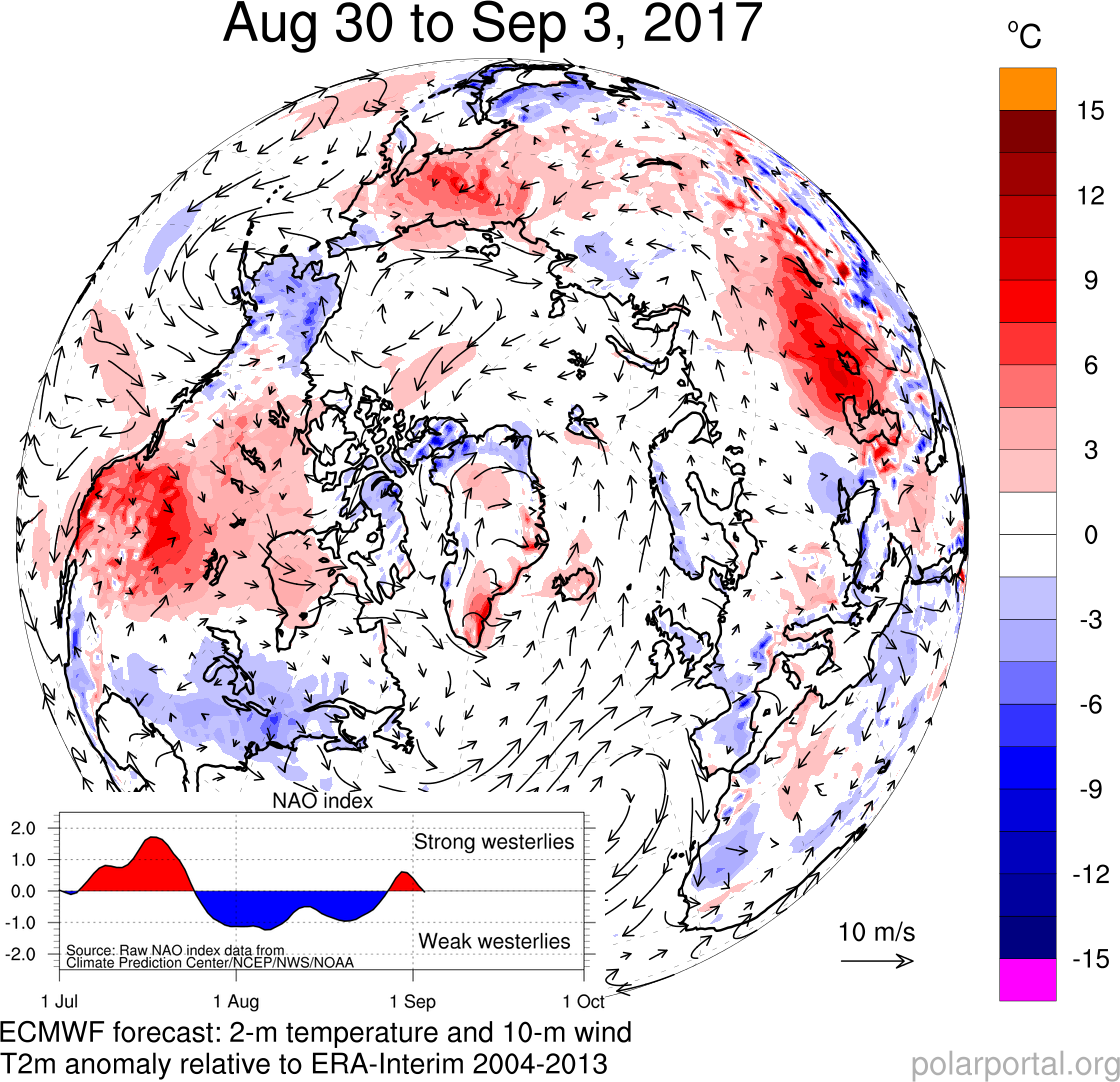 Aug 30 to Sep 3, 2017
°C
15
12
9
6
3
0
-3
-6
-9
-12
-15
NAO index
2.0
1.0
0.0
-1.0
-2.0
Strong westerlies
Weak westerlies
Source: Raw NAO index data from
Climate Prediction Center/NCEP/NWS/NOAA
1 Jul
1 Aug
1 Sep
1 Oct
10 m/s
ECMWF forecast: 2-m temperature and 10-m wind
T2m anomaly relative to ERA-Interim 2004-2013
polarportal.org